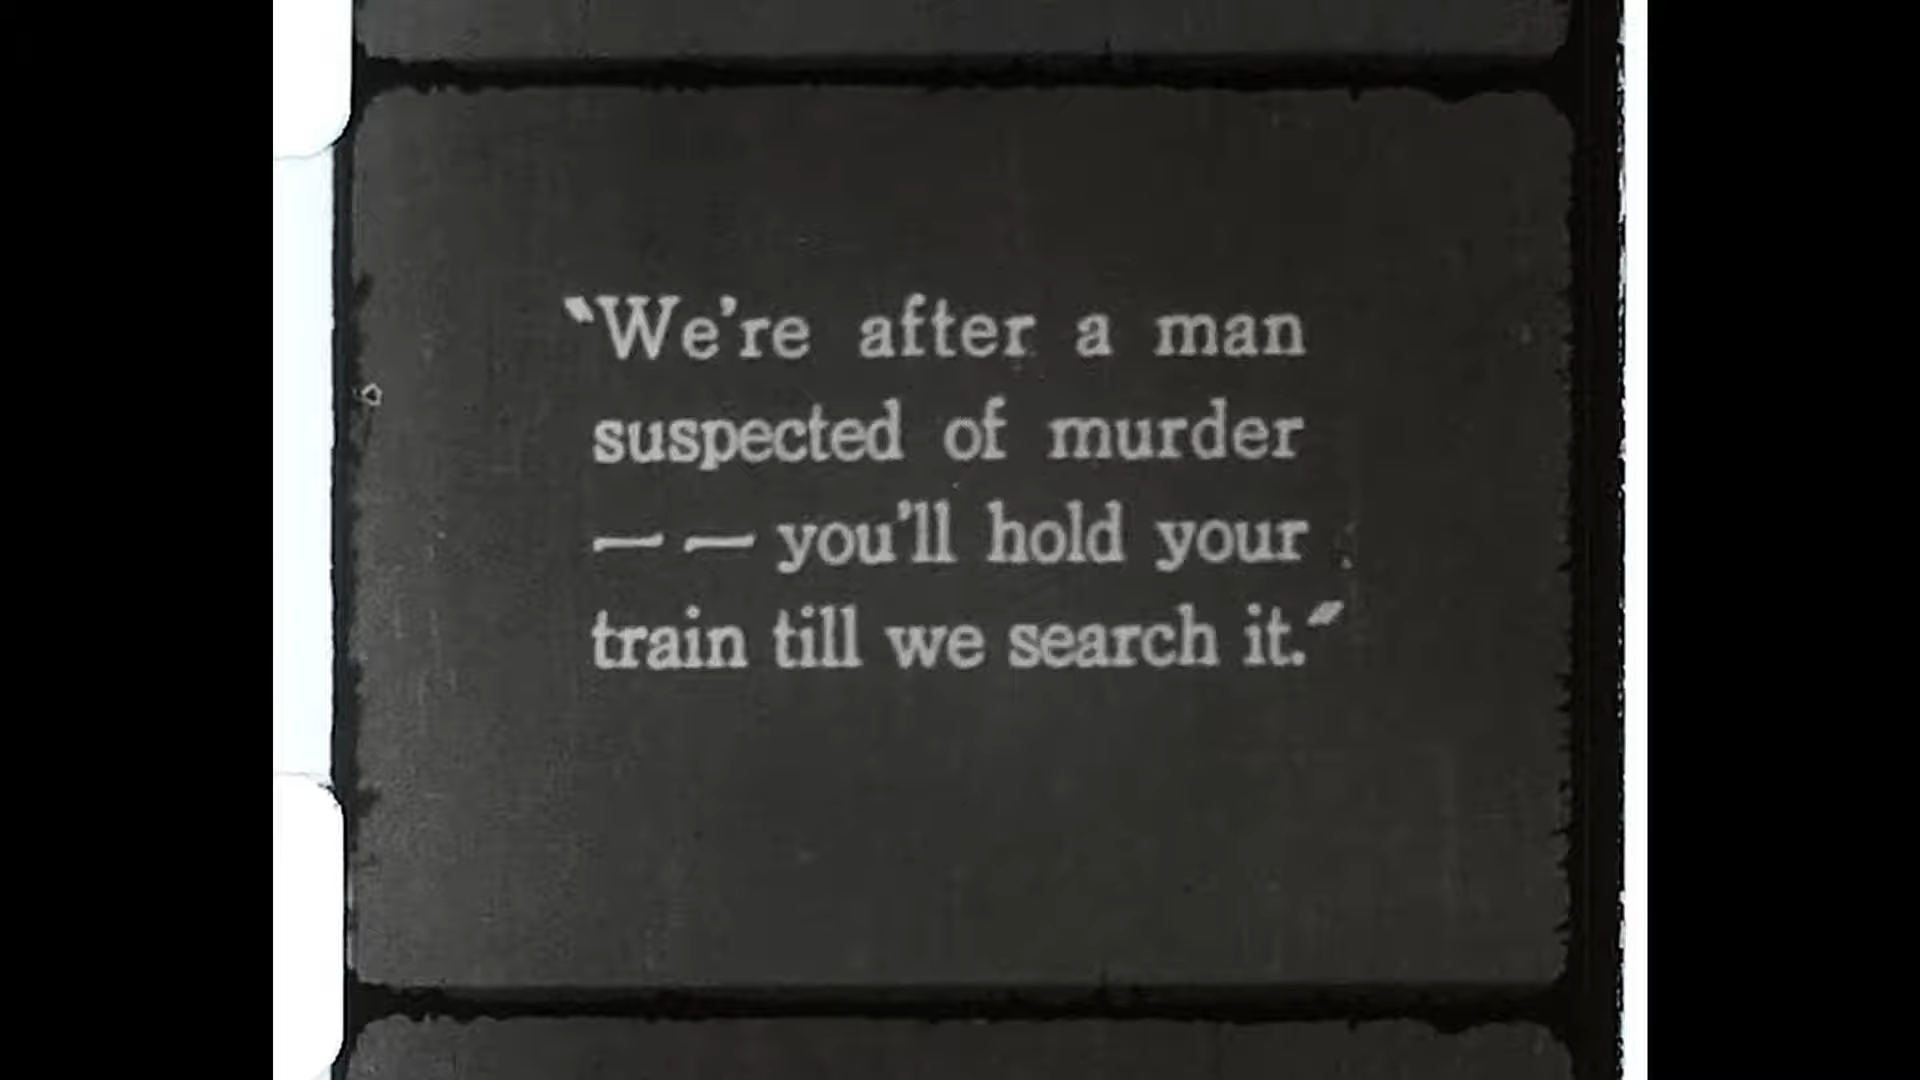 "We're after a man
suspected of murder
— — you'll hold your
train till we search it."